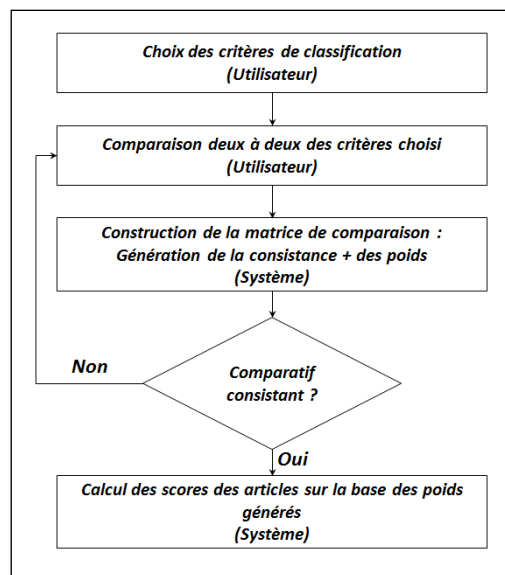 Choix des critères de classification
(Utilisateur)
Comparaison deux à deux des critères choisi
(Utilisateur)
Construction de la matrice de comparaison :
Génération de la consistance + des poids
(Système)
Non
Comparatif
consistant ?
Oui
Calcul des scores des articles sur la base des poids
générés
(Système)